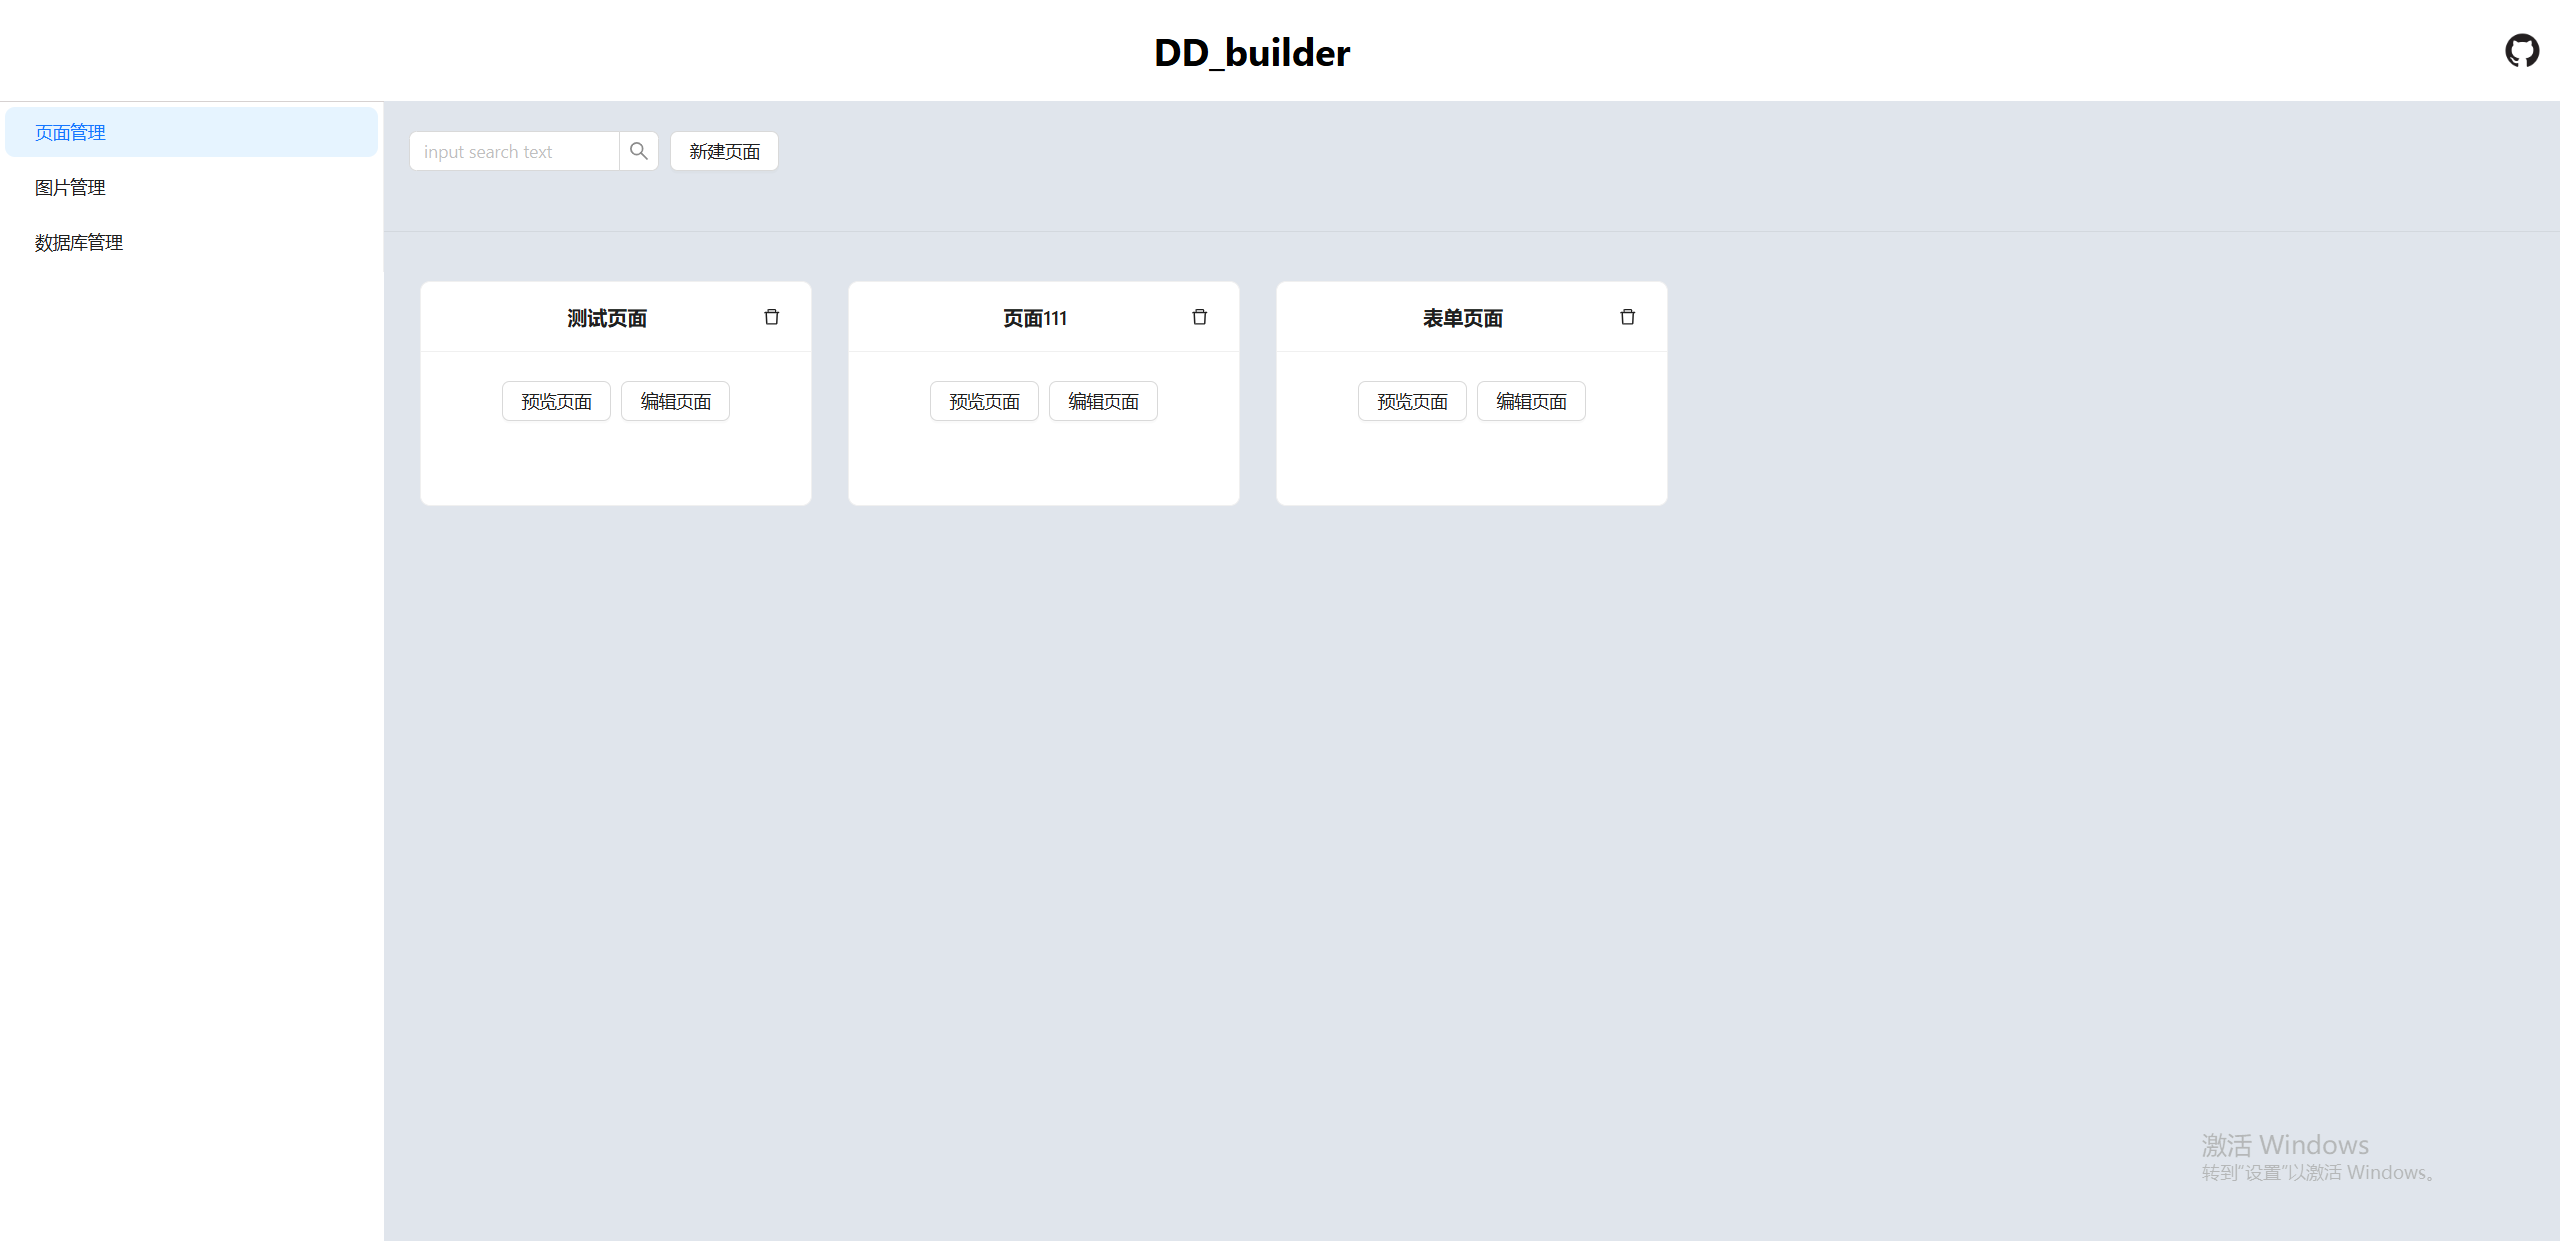 DD_builder
页面管理
图片管理
数据库管理
input search text
新建页面
测试页面
页面111
表单页面
预览页面 编辑页面
预览页面 编辑页面
预览页面 编辑页面
激活 Windows
转到"设置"以激活 Windows。